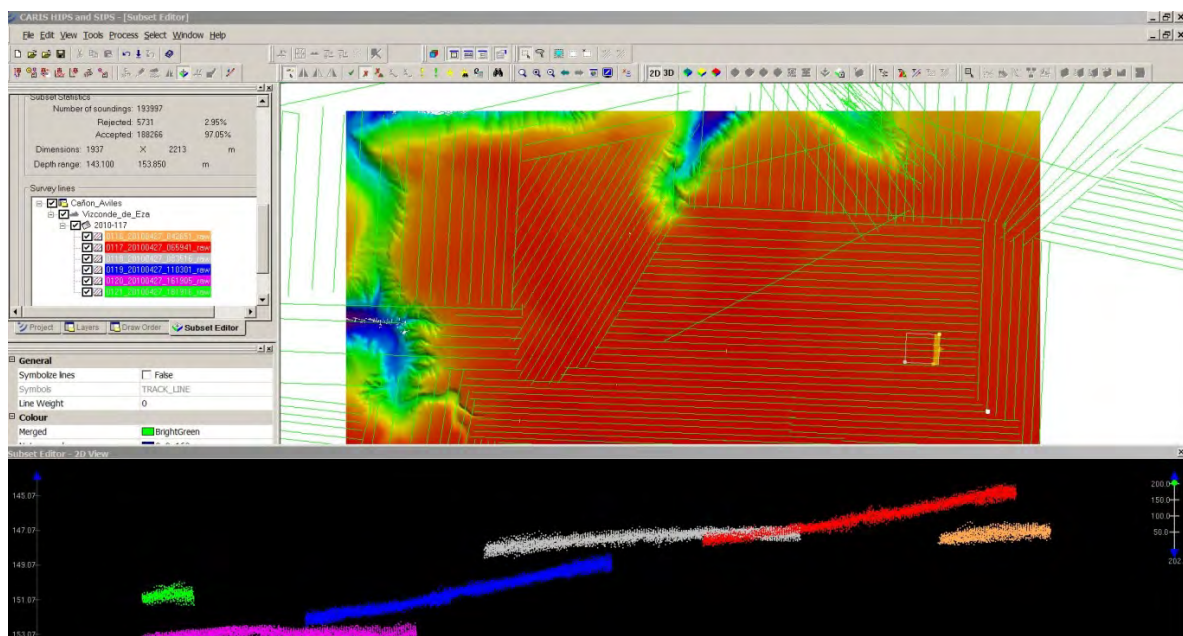 CARIS HIPS and SIPS - [Subset Editor]
File Edit View Tools Process Select Window Help
2D 3D
Subset Statistics
Number of soundings: 193997
Rejected: 5731 2.95%
Accepted: 188266 97.05%
Dimensions: 1937 X 2213 m
Depth range: 143.100 153.850 m
Survey lines
Cañon_Aviles
Vizconde_de_Eza
2010-117
0117_20100427_065941_raw
0119_20100427_110301_raw
0120_20100427_161905_raw
Project Layers Draw Order Subset Editor
General
Symbolize lines False
Symbols TRACK_LINE
Line Weight 0
Colour
Merged BrightGreen
Subset Editor - 2D View
145.07
147.07
149.07
151.07
153.07
200.0
150.0
100.0
50.0
202